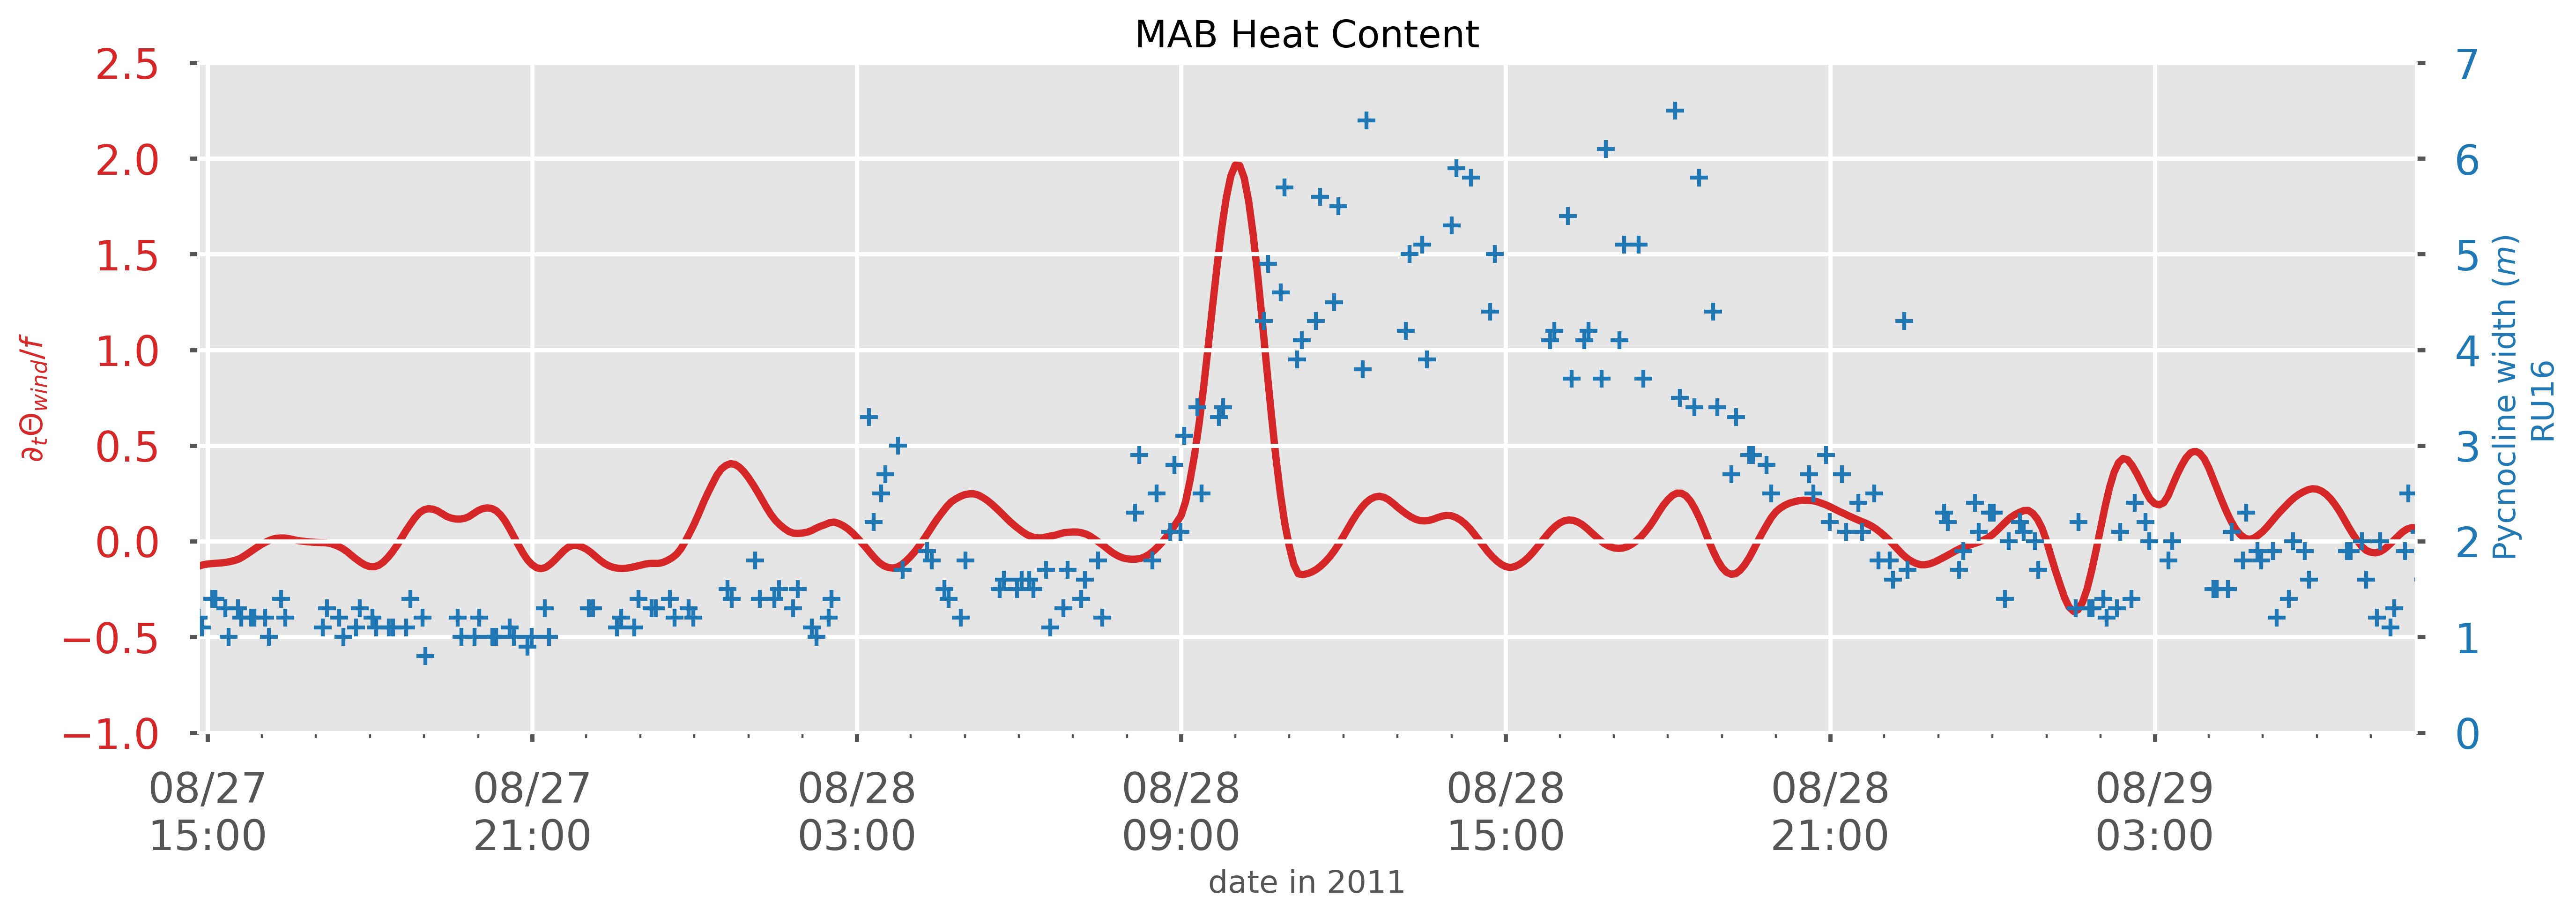 MAB Heat Content
2.5
2.0
1.5
1.0
0.5
0.0
−0.5
−1.0
∂tΘwind/f
7
6
5
4
3
2
1
0
Pycnocline width (m)
RU16
08/27 08/27 08/28 08/28 08/28 08/28 08/29
15:00 21:00 03:00 09:00 15:00 21:00 03:00
date in 2011